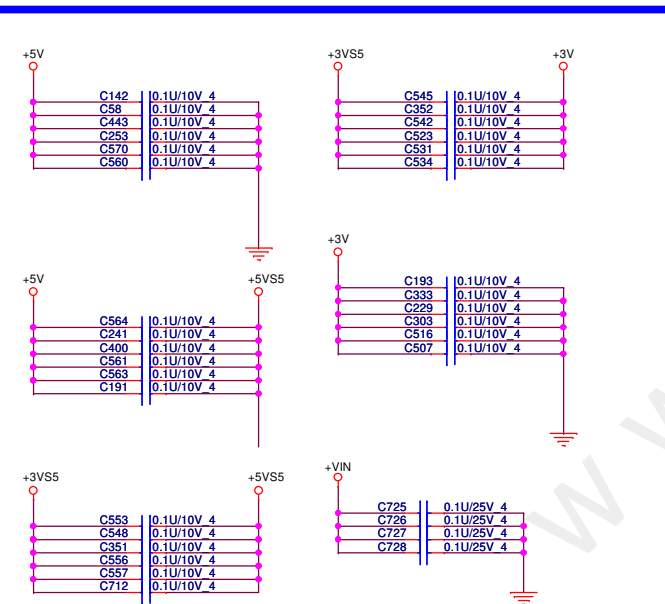 +5V
C142 0.1U/10V_4
C58 0.1U/10V_4
C443 0.1U/10V_4
C253 0.1U/10V_4
C570 0.1U/10V_4
C560 0.1U/10V_4
+3VS5 +3V
C545 0.1U/10V_4
C352 0.1U/10V_4
C542 0.1U/10V_4
C523 0.1U/10V_4
C531 0.1U/10V_4
C534 0.1U/10V_4
+5V +5VS5
C564 0.1U/10V_4
C241 0.1U/10V_4
C400 0.1U/10V_4
C561 0.1U/10V_4
C563 0.1U/10V_4
C191 0.1U/10V_4
+3V
C193 0.1U/10V_4
C333 0.1U/10V_4
C229 0.1U/10V_4
C303 0.1U/10V_4
C516 0.1U/10V_4
C507 0.1U/10V_4
+3VS5 +5VS5
C553 0.1U/10V_4
C548 0.1U/10V_4
C351 0.1U/10V_4
C556 0.1U/10V_4
C557 0.1U/10V_4
C712 0.1U/10V_4
+VIN
C725 0.1U/25V_4
C726 0.1U/25V_4
C727 0.1U/25V_4
C728 0.1U/25V_4
w w